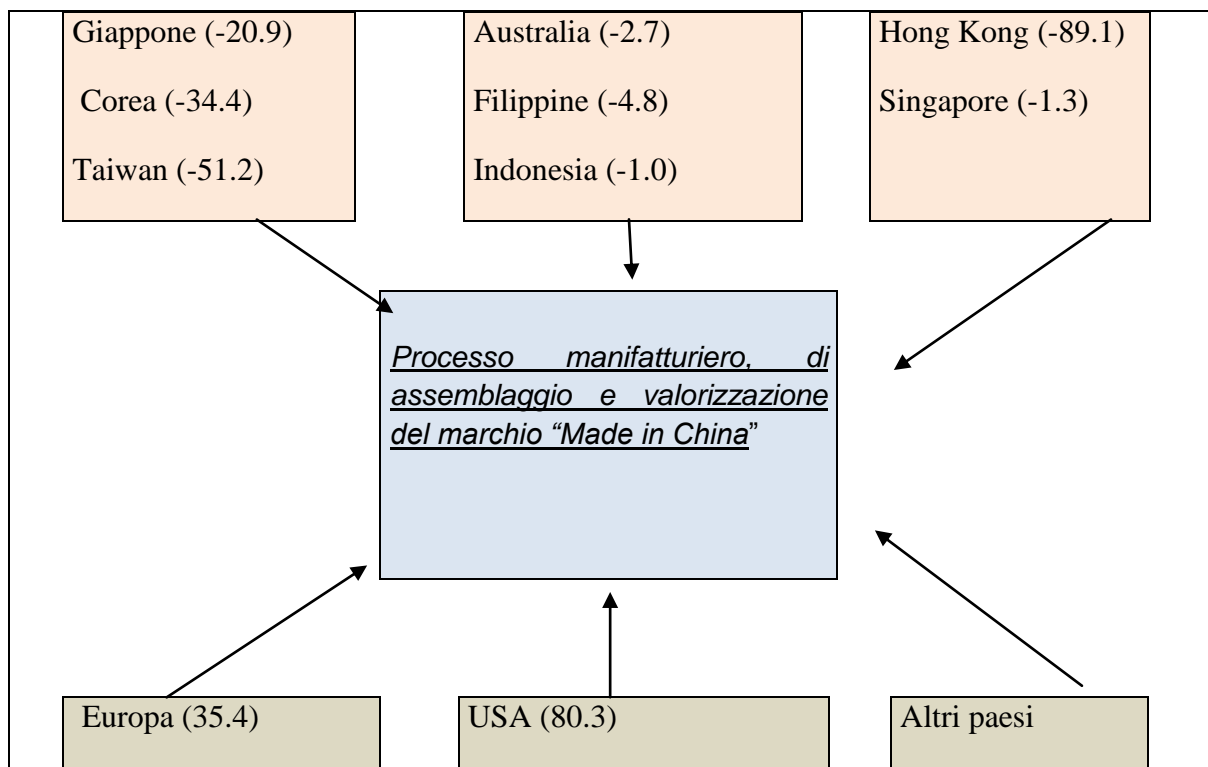 Giappone (-20.9)
Corea (-34.4)
Taiwan (-51.2)
Australia (-2.7)
Filippine (-4.8)
Indonesia (-1.0)
Hong Kong (-89.1)
Singapore (-1.3)
Processo manifatturiero, di
assemblaggio e valorizzazione
del marchio “Made in China”
Europa (35.4)
USA (80.3)
Altri paesi